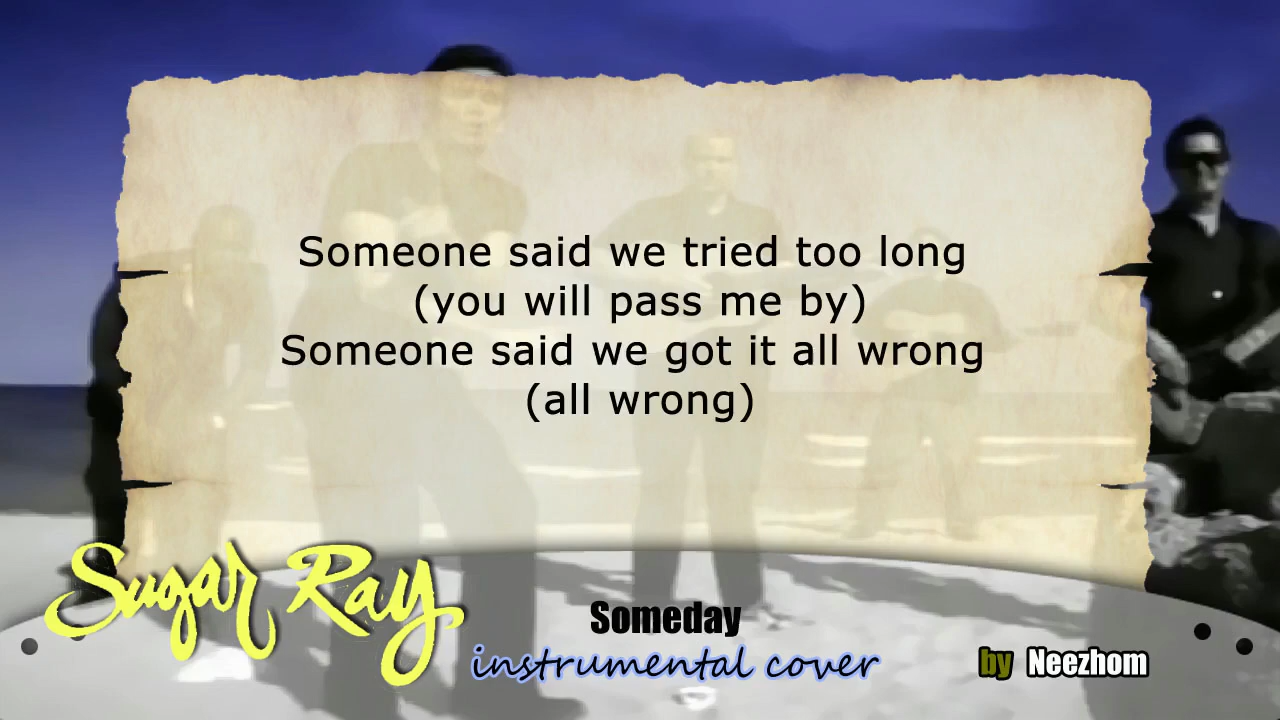 Someone said we tried too long
(you will pass me by)
Someone said we got it all wrong
(all wrong)
Sugar Ray
Someday
instrumental cover
by Neezhom